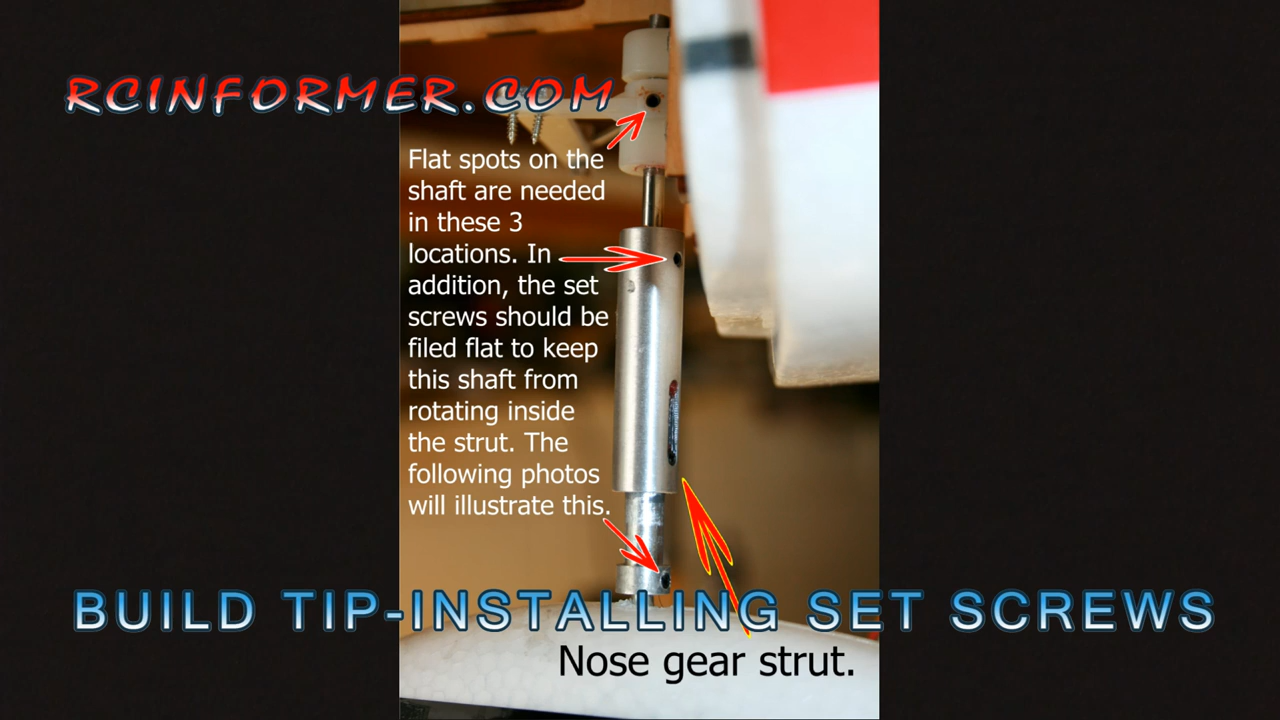 RCINFORMER.COM
Flat spots on the
shaft are needed
in these 3
locations. In
addition, the set
screws should be
filed flat to keep
this shaft from
rotating inside
the strut. The
following photos
will illustrate this.
BUILD TIP-INSTALLING SET SCREWS
Nose gear strut.